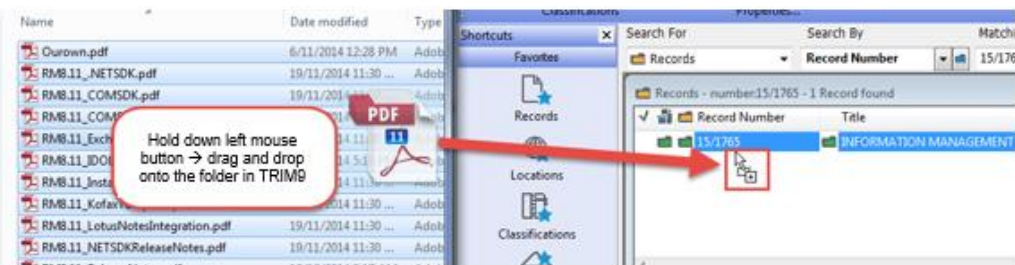 Name
Date modified
Type
Ourown.pdf
6/11/2014 12:28 PM
Adob
RM8.11_.NETSDK.pdf
19/11/2014 11:30 ...
Adob
RM8.11_COMSDK.pdf
19/11/201
RM8.11_COM
RM8.11_Exch
RM8.11_IDOL
RM8.11_Insta
RM8.11_Kofax
RM8.11_LotusNotesIntegration.pdf
19/11/2014 11:30 ...
Adob
RM8.11_NETSDKReleaseNotes.pdf
19/11/2014 11:30 ...
Adob
Hold down left mouse
button → drag and drop
onto the folder in TRIM9
PDF
11
Classifications
Properties...
Shortcuts
Favorites
Records
Locations
Classifications
Search For
Search By
Matchi
Records
Record Number
15/176
Records - number:15/1765 - 1 Record found
Record Number
Title
15/1765
INFORMATION MANAGEMENT